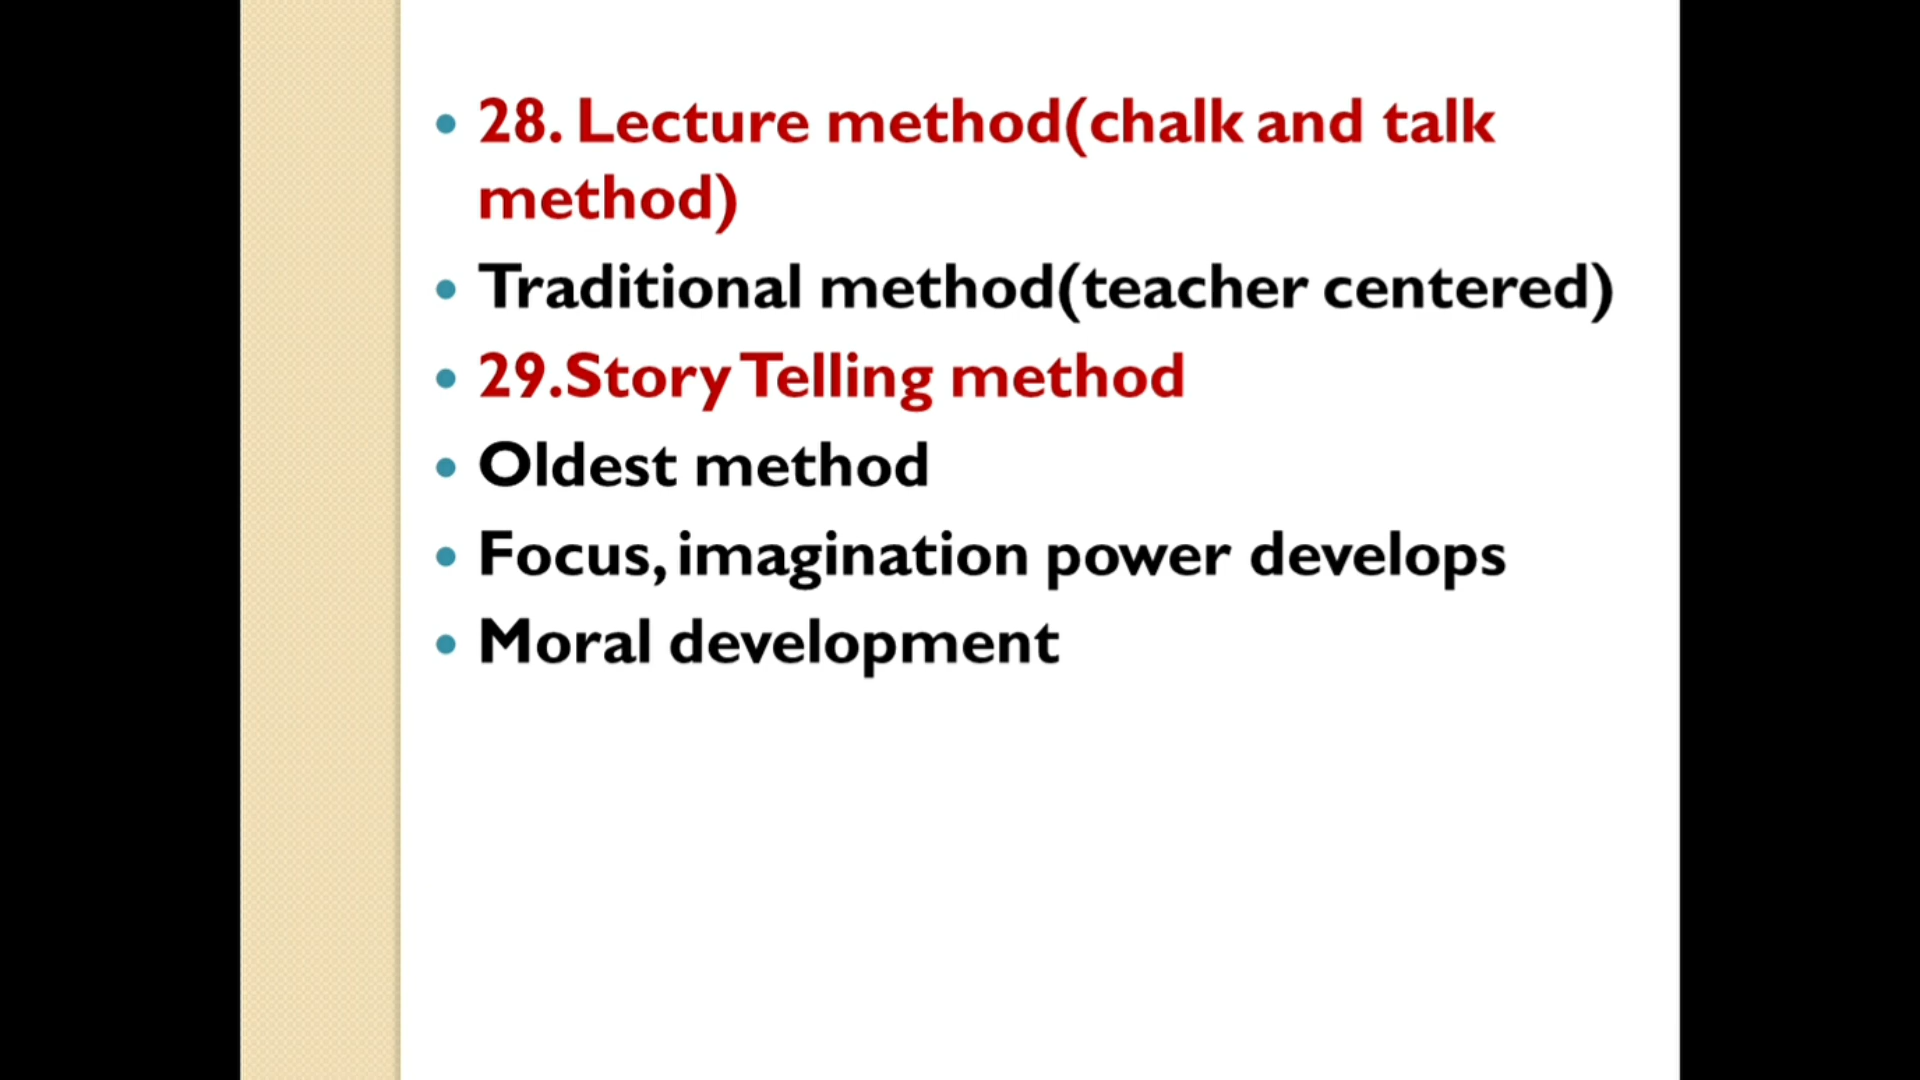 • 28. Lecture method(chalk and talk
method)
• Traditional method(teacher centered)
• 29.Story Telling method
• Oldest method
• Focus, imagination power develops
• Moral development